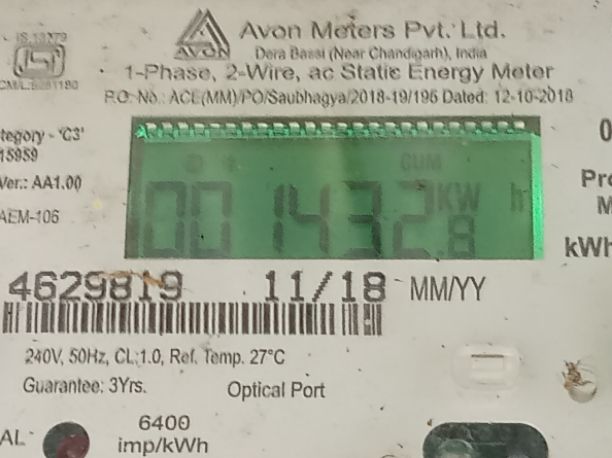 IS 13779
Avon Meters Pvt. Ltd.
AVON
Dera Bassi (Near Chandigarh), India
1-Phase, 2-Wire, ac Static Energy Meter
P.O. No.: ACE(MM)/PO/Saubhagya/2018-19/196 Dated: 12-10-2018
tegory - 'C3'
15959
Ver.: AA1.00
AEM-106
CUM
001432.8 KW h
Pro
M
kWh
4629819 11/18 MM/YY
240V, 50Hz, CL:1.0, Ref. Temp. 27°C
Guarantee: 3Yrs. Optical Port
AL
6400
imp/kWh